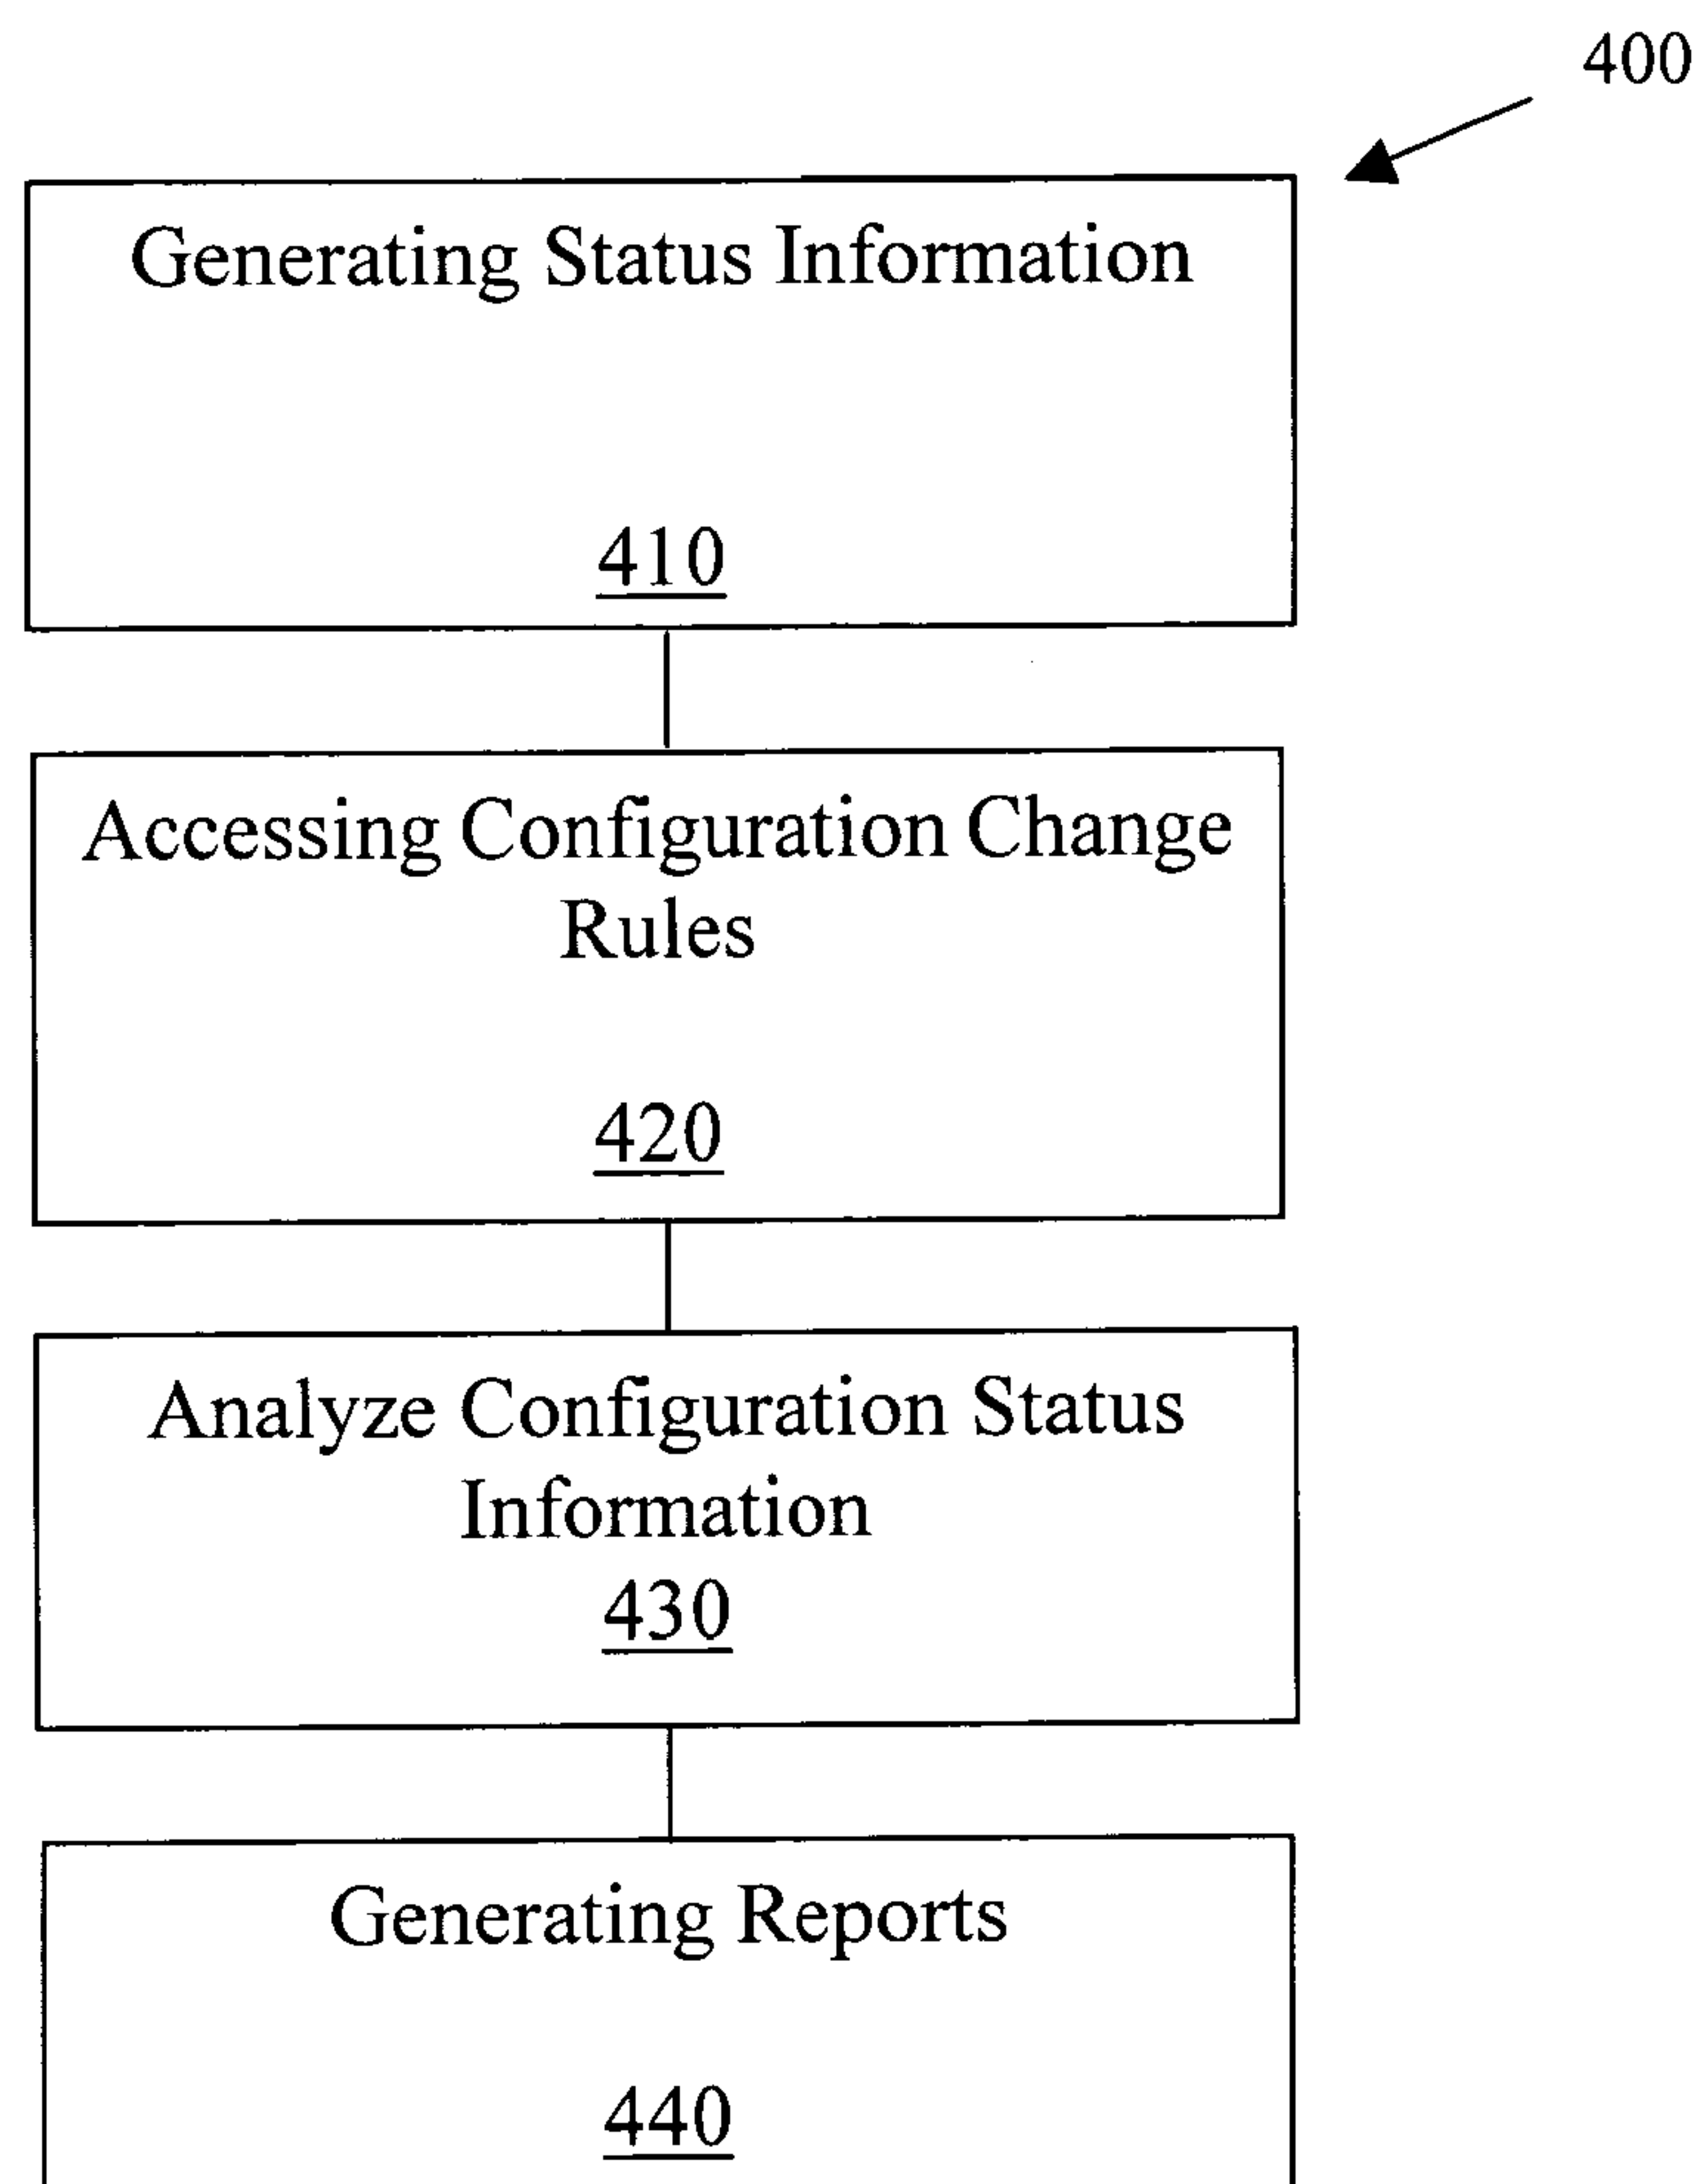 400
Generating Status Information
410
Accessing Configuration Change
Rules
420
Analyze Configuration Status
Information
430
Generating Reports
440